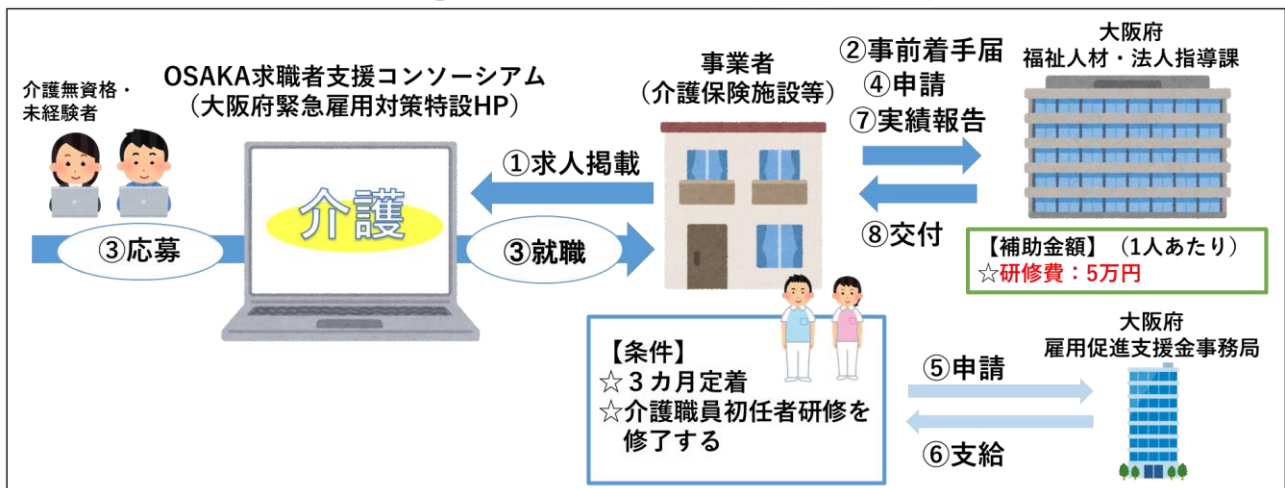 介護無資格・
未経験者
OSAKA求職者支援コンソーシアム
（大阪府緊急雇用対策特設HP）
介護
③応募
①求人掲載
③就職
事業者
（介護保険施設等）
②事前着手届
④申請
⑦実績報告
⑧交付
大阪府
福祉人材・法人指導課
【補助金額】（1人あたり）
☆研修費：5万円
【条件】
☆３カ月定着
☆介護職員初任者研修を
修了する
⑤申請
⑥支給
大阪府
雇用促進支援金事務局